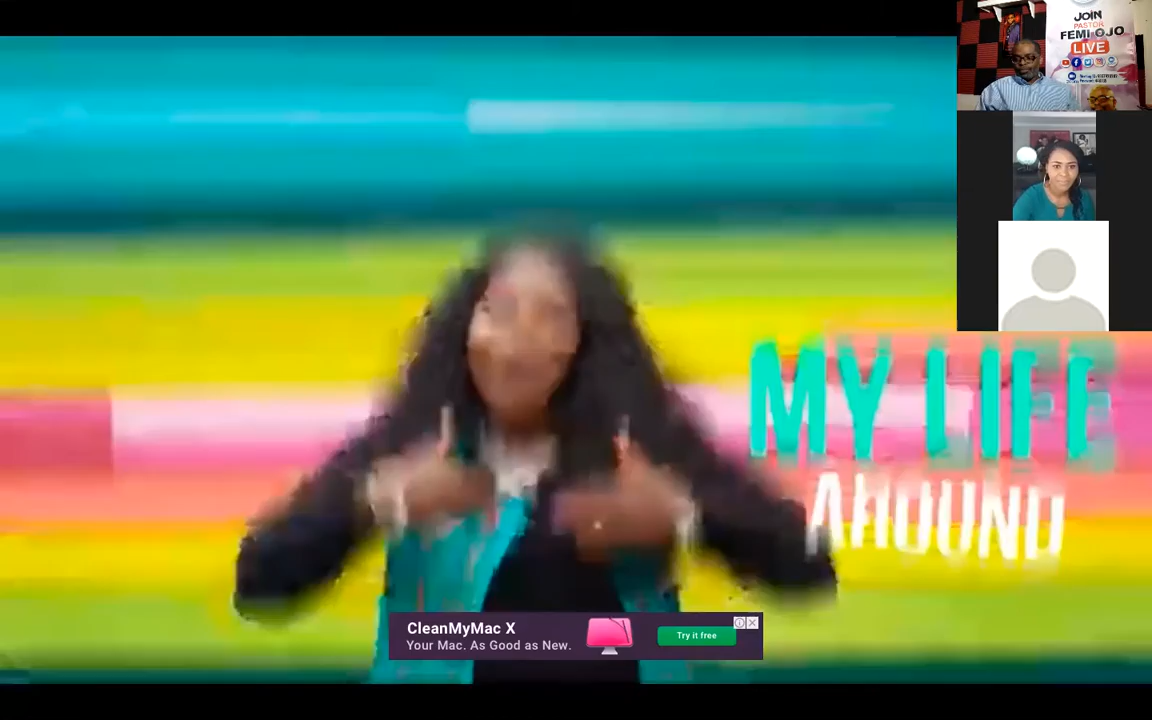 JOIN
PASTOR
FEMI OJO
LIVE
MY LIFE
AROUND
CleanMyMac X
Your Mac. As Good as New.
Try it free